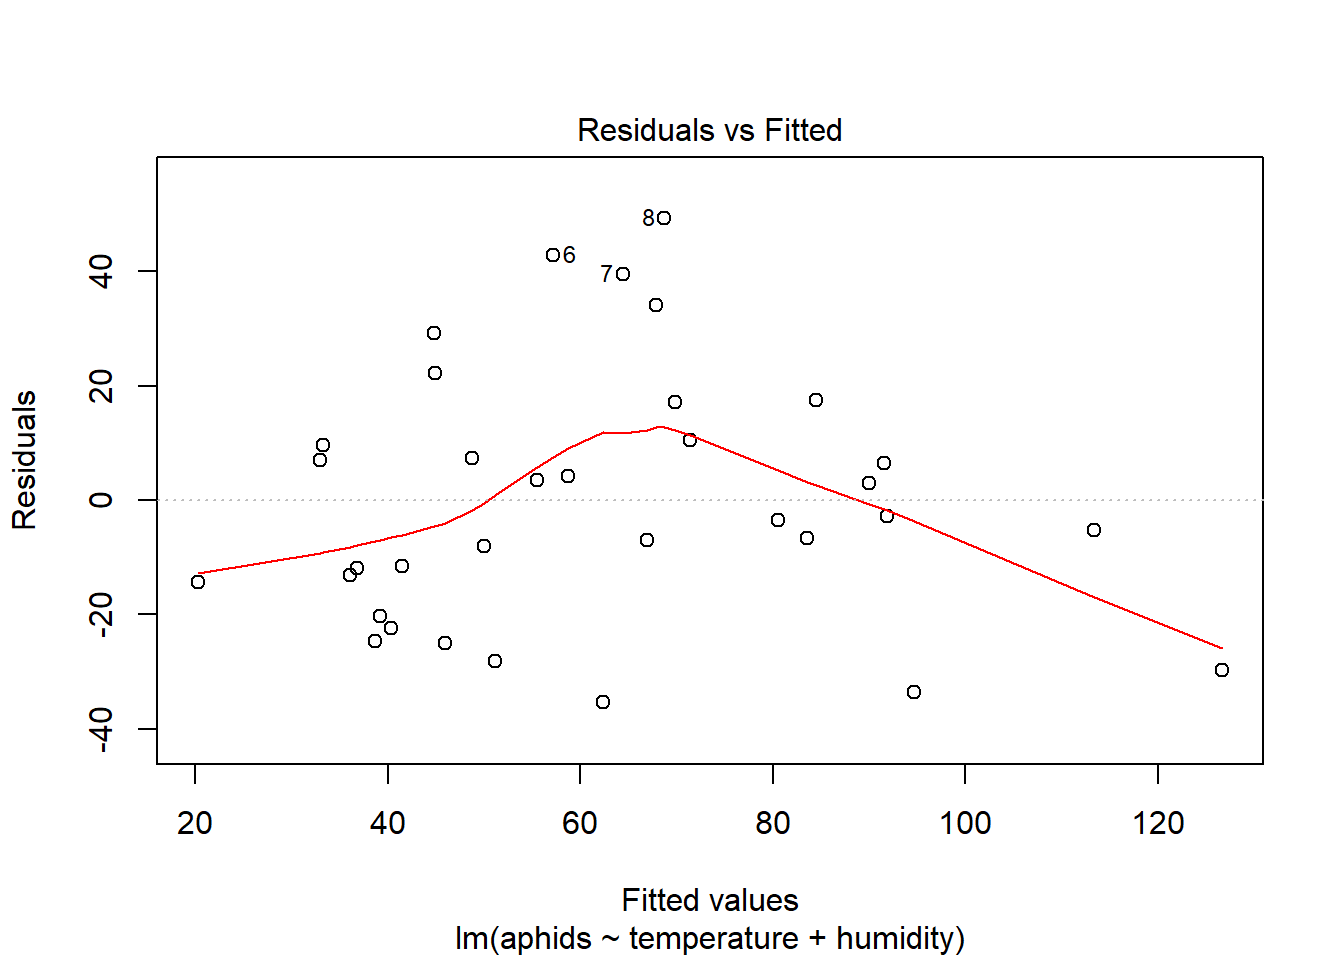 Residuals vs Fitted
Residuals
40
20
0
-20
-40
8
6
7
20 40 60 80 100 120
Fitted values
lm(aphids ~ temperature + humidity)